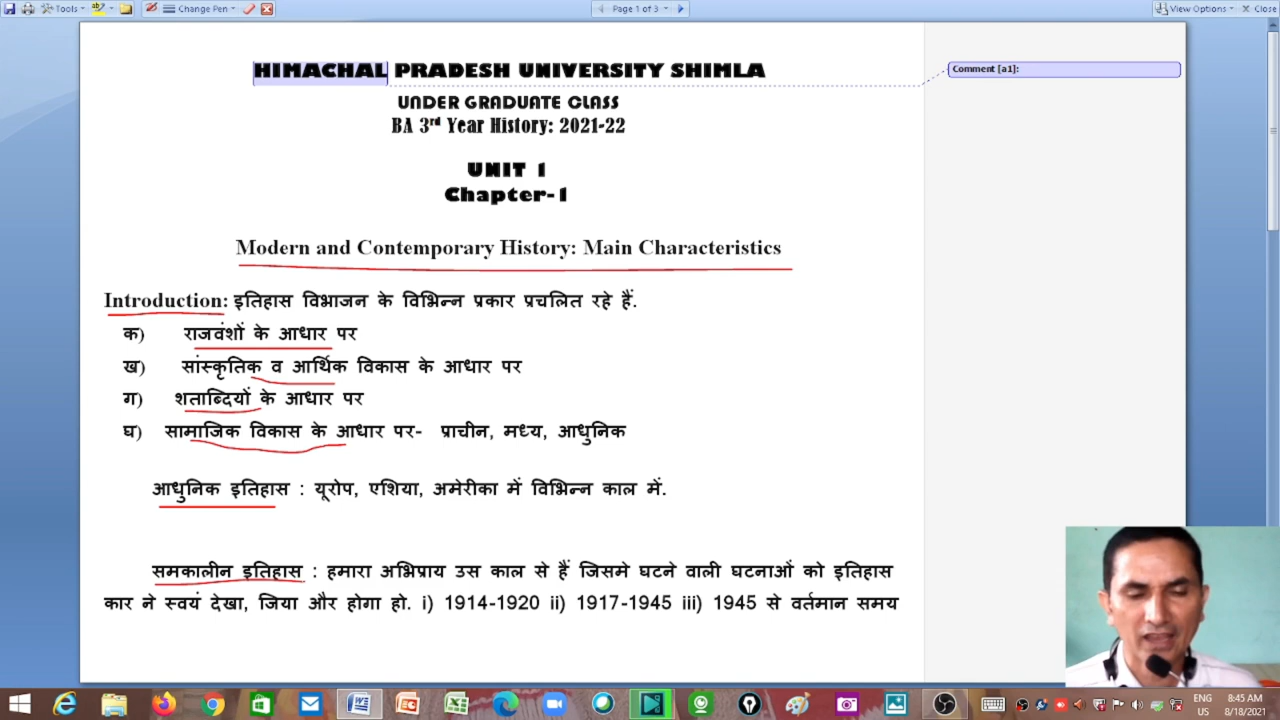 Tools
Change Pen
Page 1 of 3
View Options
Close
HIMACHAL PRADESH UNIVERSITY SHIMLA
Comment [a1]:
UNDER GRADUATE CLASS
BA 3rd Year History: 2021-22
UNIT 1
Chapter-1
Modern and Contemporary History: Main Characteristics
Introduction: इतिहास विभाजन के विभिन्न प्रकार प्रचलित रहे हैं.
क) राजवंशों के आधार पर
ख) सांस्कृतिक व आर्थिक विकास के आधार पर
ग) शताब्दियों के आधार पर
घ) सामाजिक विकास के आधार पर- प्राचीन, मध्य, आधुनिक
आधुनिक इतिहास : यूरोप, एशिया, अमेरीका में विभिन्न काल में.
समकालीन इतिहास : हमारा अभिप्राय उस काल से हैं जिसमे घटने वाली घटनाओं को इतिहास
कार ने स्वयं देखा, जिया और होगा हो. i) 1914-1920 ii) 1917-1945 iii) 1945 से वर्तमान समय
ENG 8:45 AM
US 8/18/2021